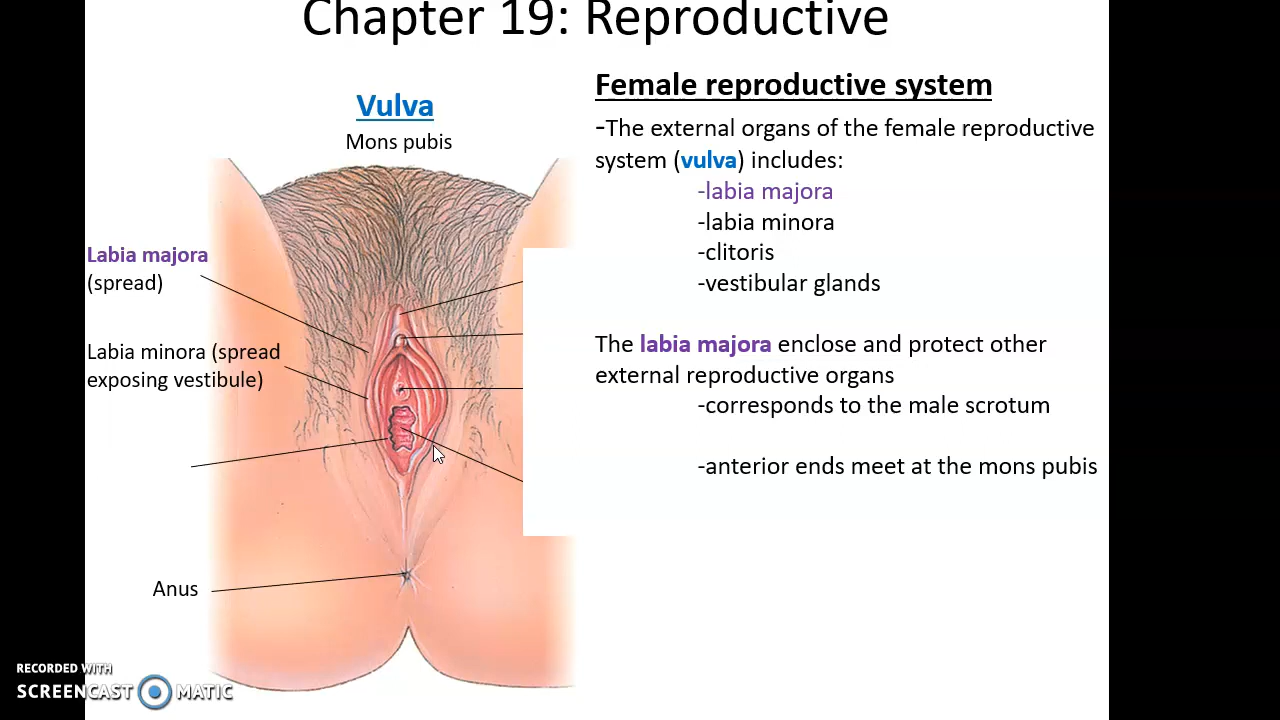 Chapter 19: Reproductive
Vulva
Mons pubis
Labia majora
(spread)
Labia minora (spread
exposing vestibule)
Anus
Female reproductive system
-The external organs of the female reproductive
system (vulva) includes:
-labia majora
-labia minora
-clitoris
-vestibular glands
The labia majora enclose and protect other
external reproductive organs
-corresponds to the male scrotum
-anterior ends meet at the mons pubis
RECORDED WITH
SCREENCAST MATIC